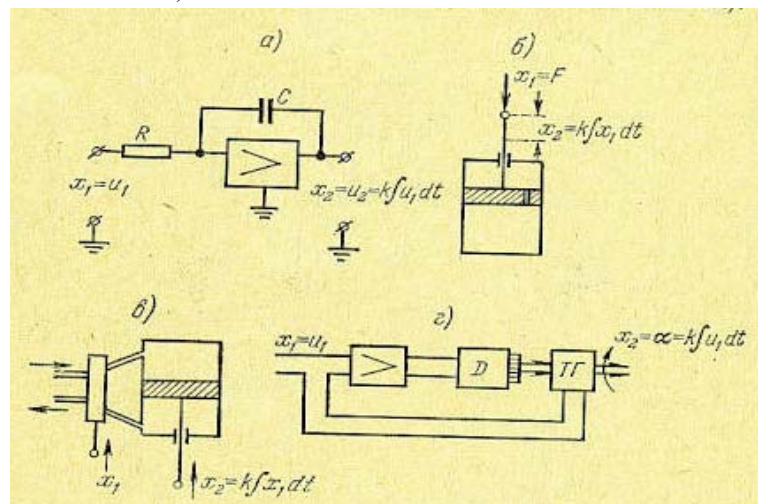 а)
C
R
x₁=u₁
x₂=u₂=k∫u₁dt
б)
x₁=F
x₂=k∫x₁dt
в)
x₁
x₂=k∫x₁dt
г)
x₁=u₁
D
ТГ
x₂=α=k∫u₁dt